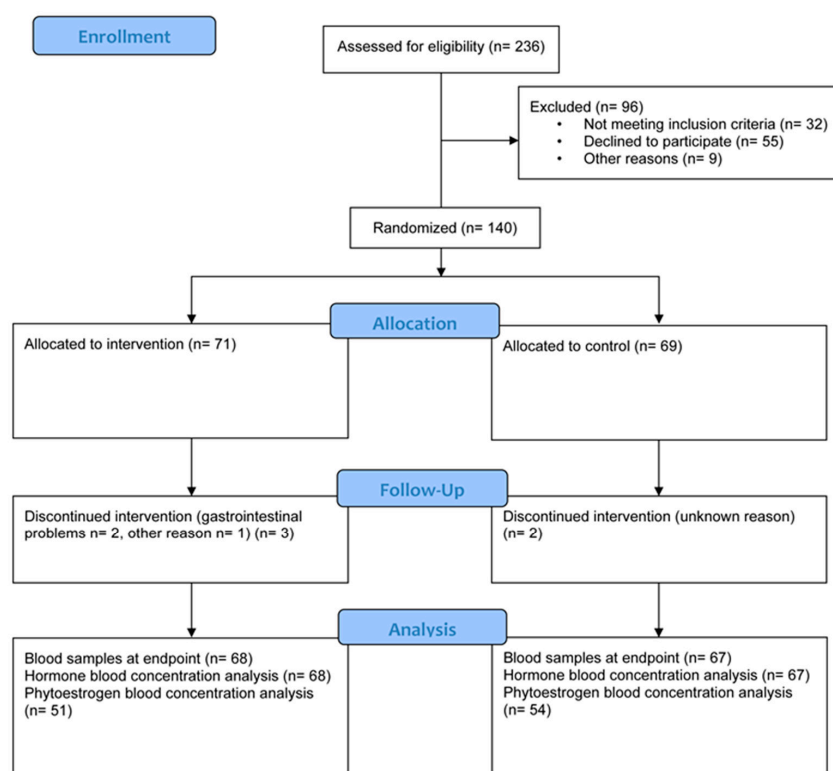 Enrollment
Assessed for eligibility (n= 236)
Excluded (n= 96)
• Not meeting inclusion criteria (n= 32)
• Declined to participate (n= 55)
• Other reasons (n= 9)
Randomized (n= 140)
Allocation
Allocated to intervention (n= 71)
Allocated to control (n= 69)
Follow-Up
Discontinued intervention (gastrointestinal
problems n= 2, other reason n= 1) (n= 3)
Discontinued intervention (unknown reason)
(n= 2)
Analysis
Blood samples at endpoint (n= 68)
Hormone blood concentration analysis (n= 68)
Phytoestrogen blood concentration analysis
(n= 51)
Blood samples at endpoint (n= 67)
Hormone blood concentration analysis (n= 67)
Phytoestrogen blood concentration analysis
(n= 54)